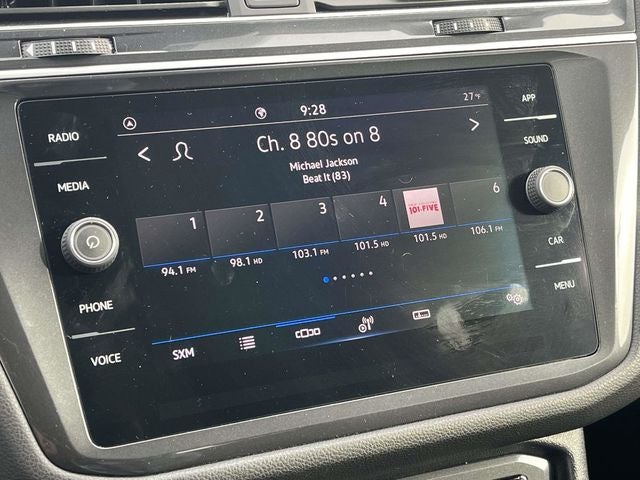 RADIO
MEDIA
PHONE
VOICE
9:28
27°F
Ch. 8 80s on 8
Michael Jackson
Beat It (83)
1
2
3
4
101·FIVE
6
94.1 FM
98.1 HD
103.1 FM
101.5 HD
101.5 HD
106.1 FM
SXM
APP
SOUND
CAR
MENU